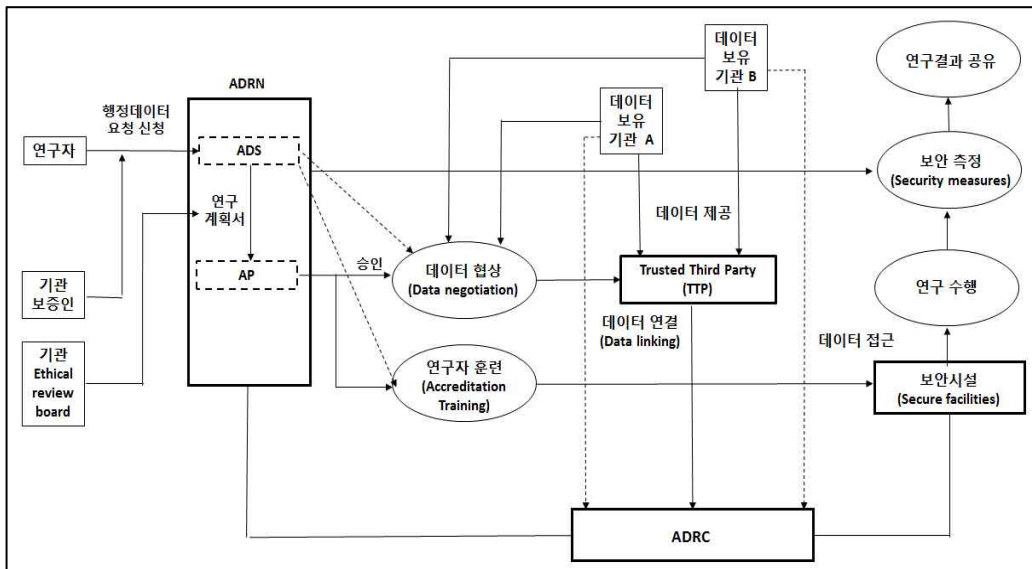 ADRN
행정데이터
요청 신청
연구자
ADS
연구
계획서
AP
기관
보증인
기관
Ethical
review
board
승인
데이터
보유
기관 B
데이터
보유
기관 A
데이터 제공
데이터 협상
(Data negotiation)
Trusted Third Party
(TTP)
데이터 연결
(Data linking)
연구자 훈련
(Accreditation
Training)
연구결과 공유
보안 측정
(Security measures)
연구 수행
데이터 접근
보안시설
(Secure facilities)
ADRC